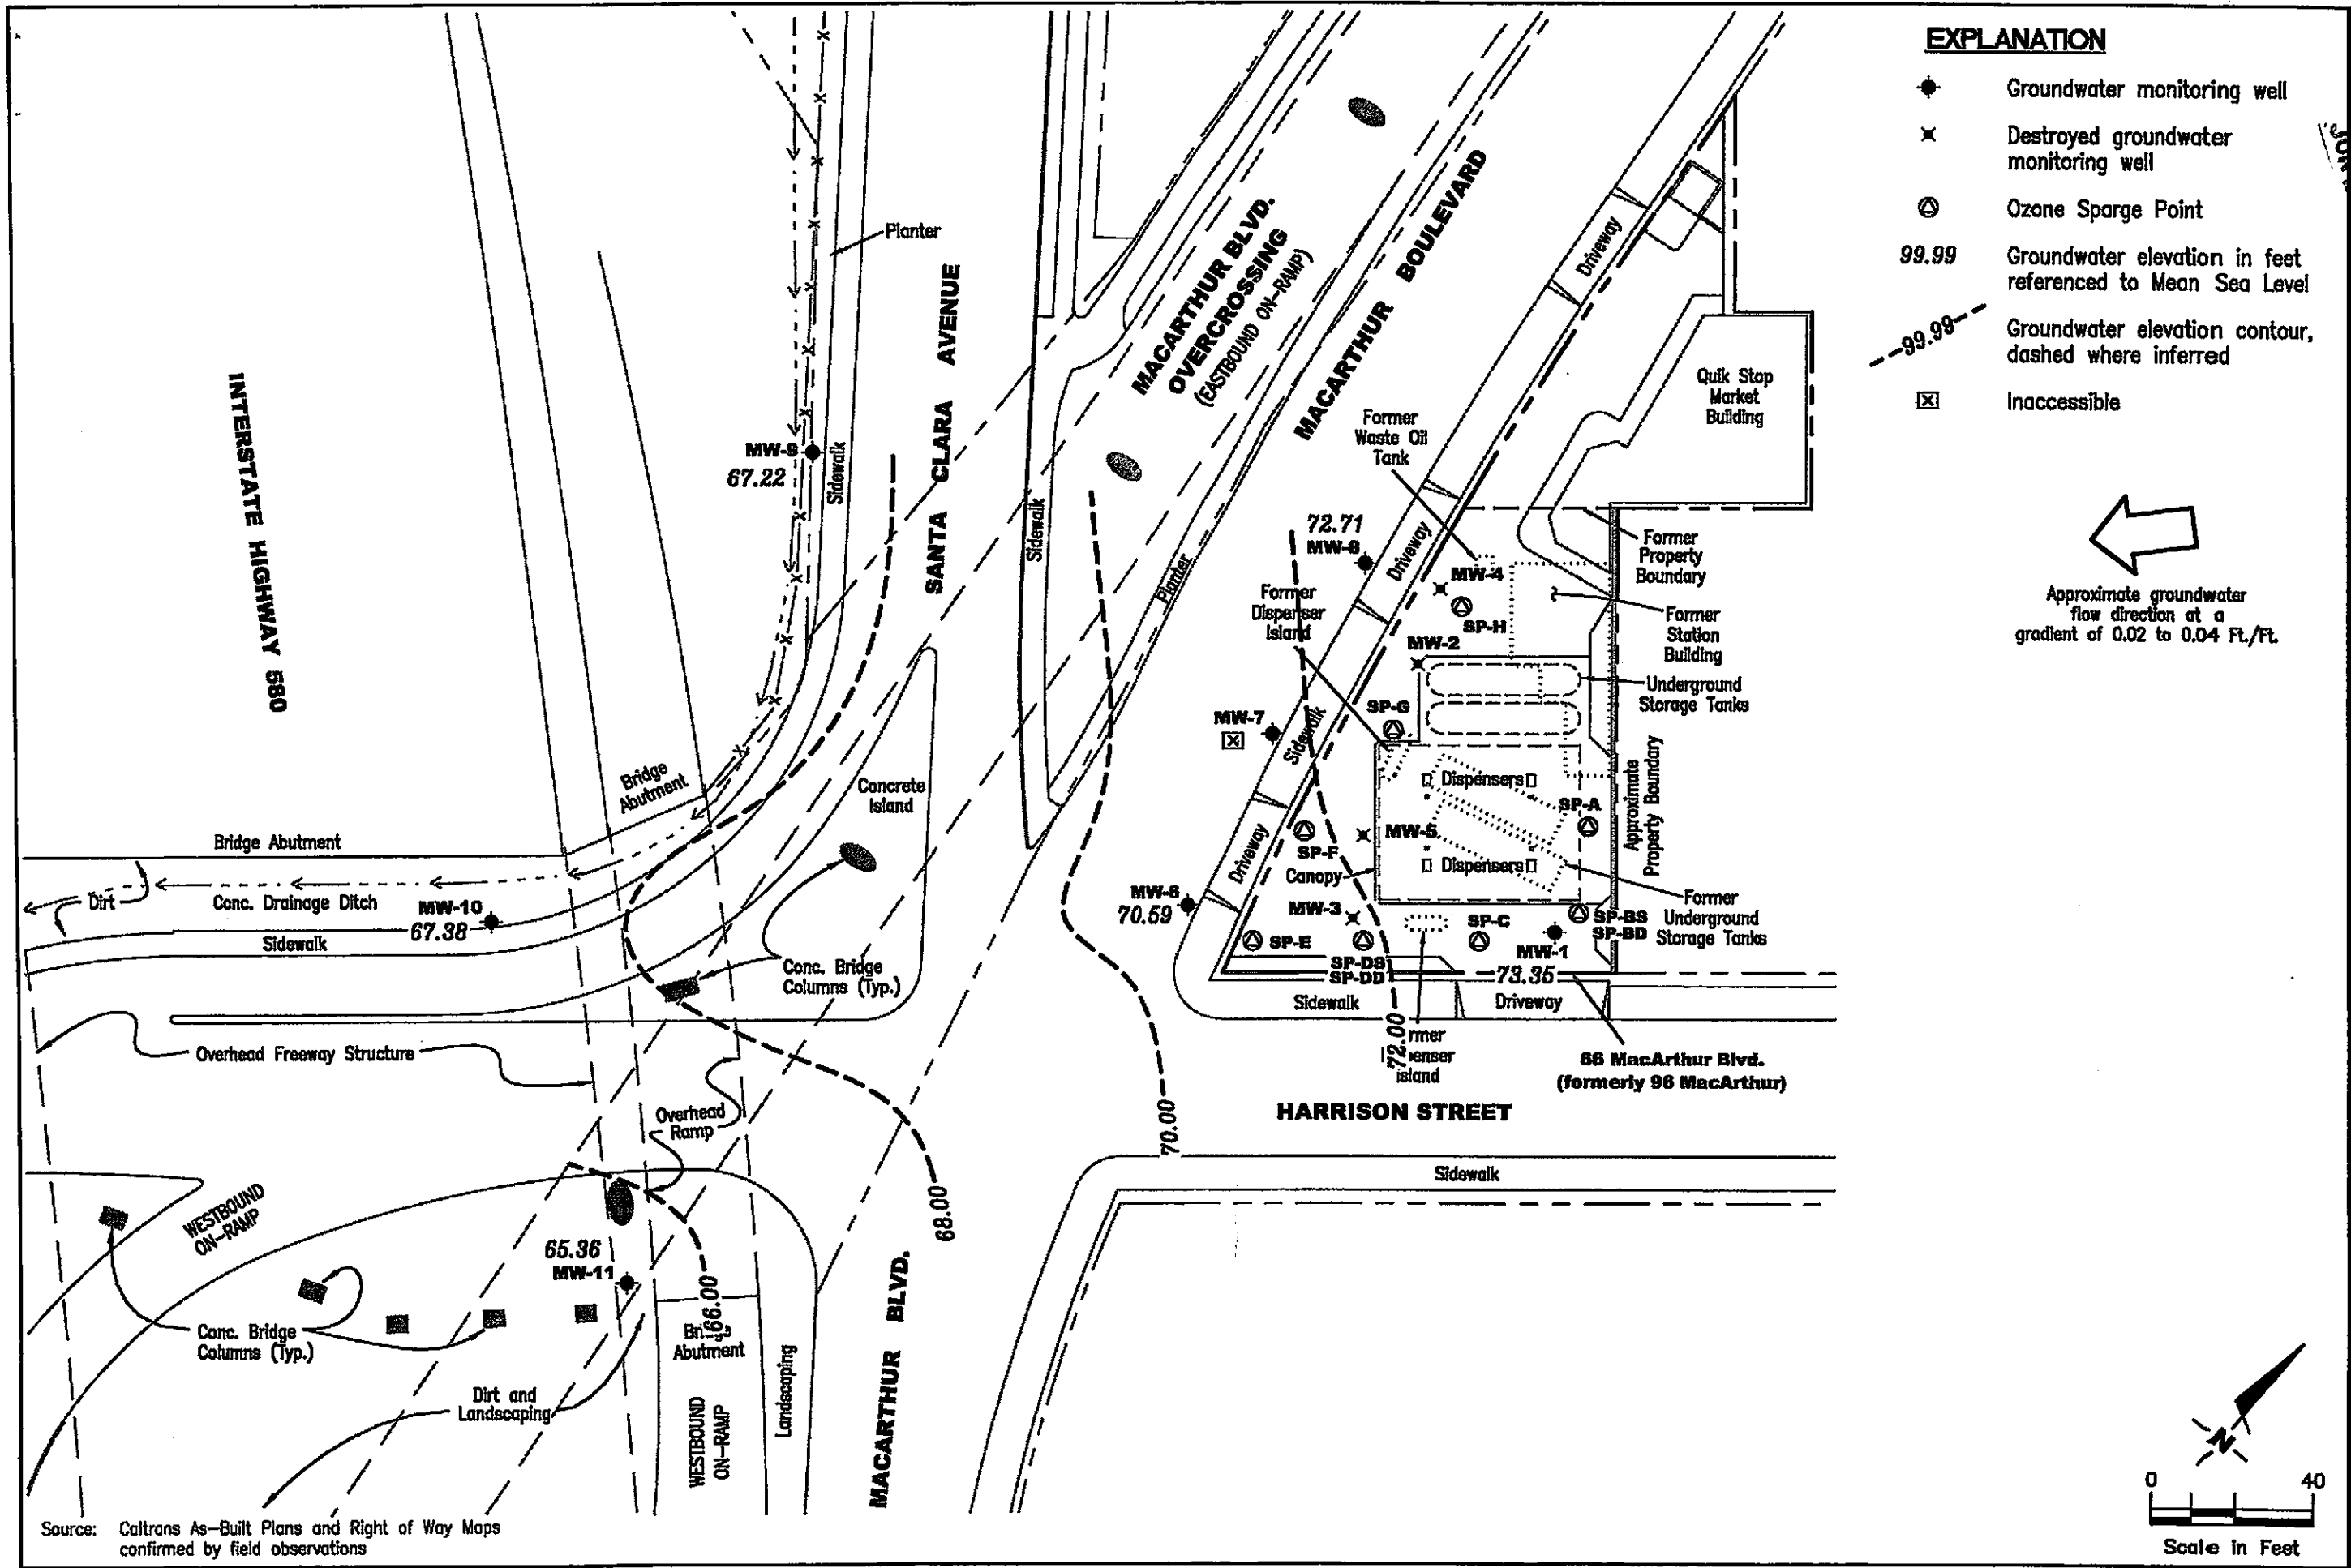 EXPLANATION
Groundwater monitoring well
Destroyed groundwater
monitoring well
Ozone Sparge Point
99.99
Groundwater elevation in feet
referenced to Mean Sea Level
99.99
Groundwater elevation contour,
dashed where inferred
Inaccessible
Approximate groundwater
flow direction at a
gradient of 0.02 to 0.04 Ft./Ft.
INTERSTATE HIGHWAY 580
Planter
SANTA CLARA AVENUE
MACARTHUR BLVD.
OVERCROSSING
(EASTBOUND ON-RAMP)
MACARTHUR BOULEVARD
Driveway
Quik Stop
Market
Building
Former
Waste Oil
Tank
MW-9
67.22
Sidewalk
Sidewalk
Planter
72.71
MW-8
Driveway
Former
Property
Boundary
MW-4
Former
Dispenser
Island
SP-H
Former
Station
Building
MW-2
Underground
Storage Tanks
MW-7
SP-G
Sidewalk
Approximate
Property Boundary
Dispensers
SP-A
Bridge
Abutment
Concrete
Island
Bridge Abutment
MW-5
SP-F
Driveway
Dispensers
Canopy
Dirt
Conc. Drainage Ditch
MW-10
67.38
Sidewalk
MW-6
70.59
MW-3
SP-C
Former
Underground
Storage Tanks
SP-BS
SP-BD
SP-E
MW-1
73.35
SP-DS
SP-DD
Conc. Bridge
Columns (Typ.)
Sidewalk
Driveway
72.00
rmer
enser
island
66 MacArthur Blvd.
(formerly 96 MacArthur)
Overhead Freeway Structure
Overhead
Ramp
HARRISON STREET
70.00
Sidewalk
68.00
WESTBOUND
ON-RAMP
65.36
MW-11
66.00
Abutment
Conc. Bridge
Columns (Typ.)
Dirt and
Landscaping
WESTBOUND
ON-RAMP
Landscaping
MACARTHUR BLVD.
N
0 40
Scale in Feet
Source: Caltrans As-Built Plans and Right of Way Maps
confirmed by field observations